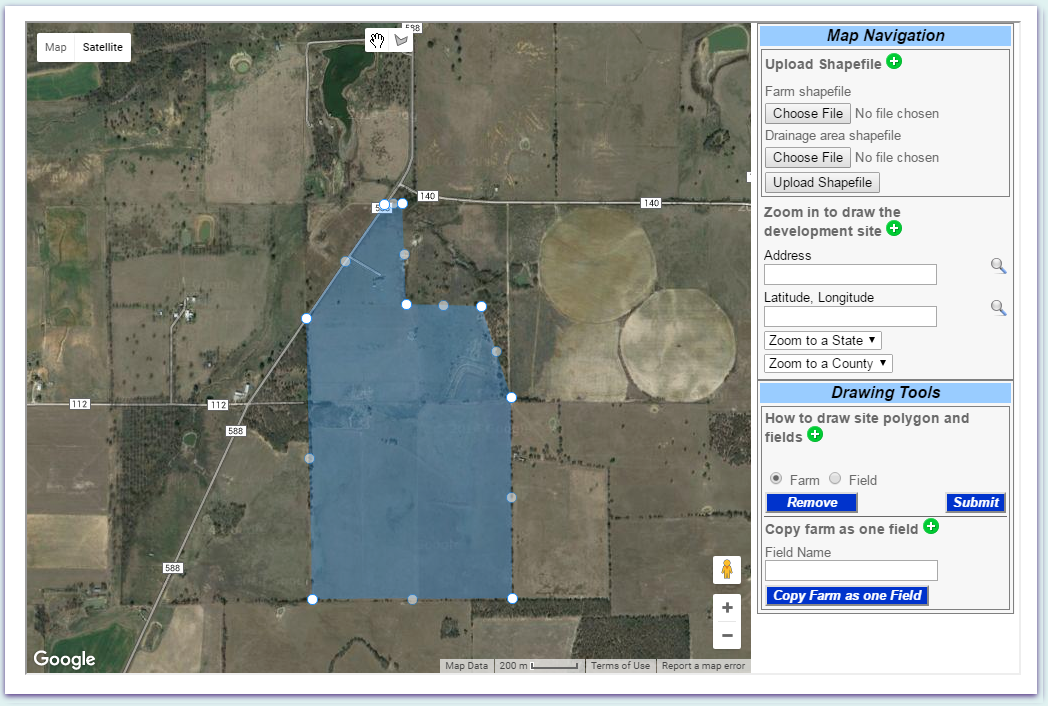 Map Satellite
588
140
140
112
112
588
588
Google
Map Data 200 m Terms of Use Report a map error
Map Navigation
Upload Shapefile
Farm shapefile
Choose File No file chosen
Drainage area shapefile
Choose File No file chosen
Upload Shapefile
Zoom in to draw the
development site
Address
Latitude, Longitude
Zoom to a State
Zoom to a County
Drawing Tools
How to draw site polygon and
fields
Farm Field
Remove Submit
Copy farm as one field
Field Name
Copy Farm as one Field